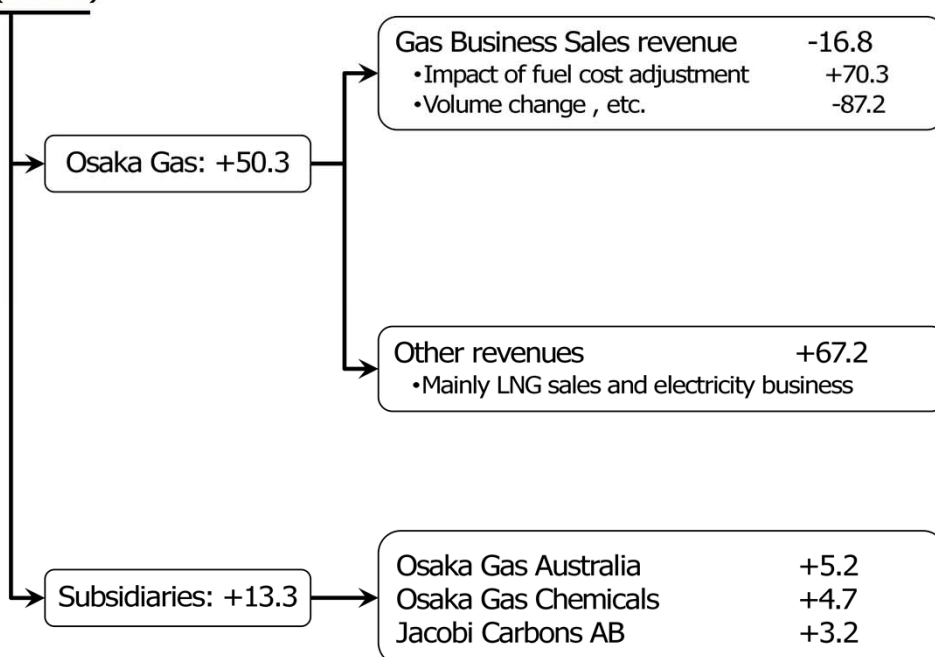 Gas Business Sales revenue -16.8
•Impact of fuel cost adjustment +70.3
•Volume change , etc. -87.2
Osaka Gas: +50.3
Other revenues +67.2
•Mainly LNG sales and electricity business
Subsidiaries: +13.3
Osaka Gas Australia +5.2
Osaka Gas Chemicals +4.7
Jacobi Carbons AB +3.2